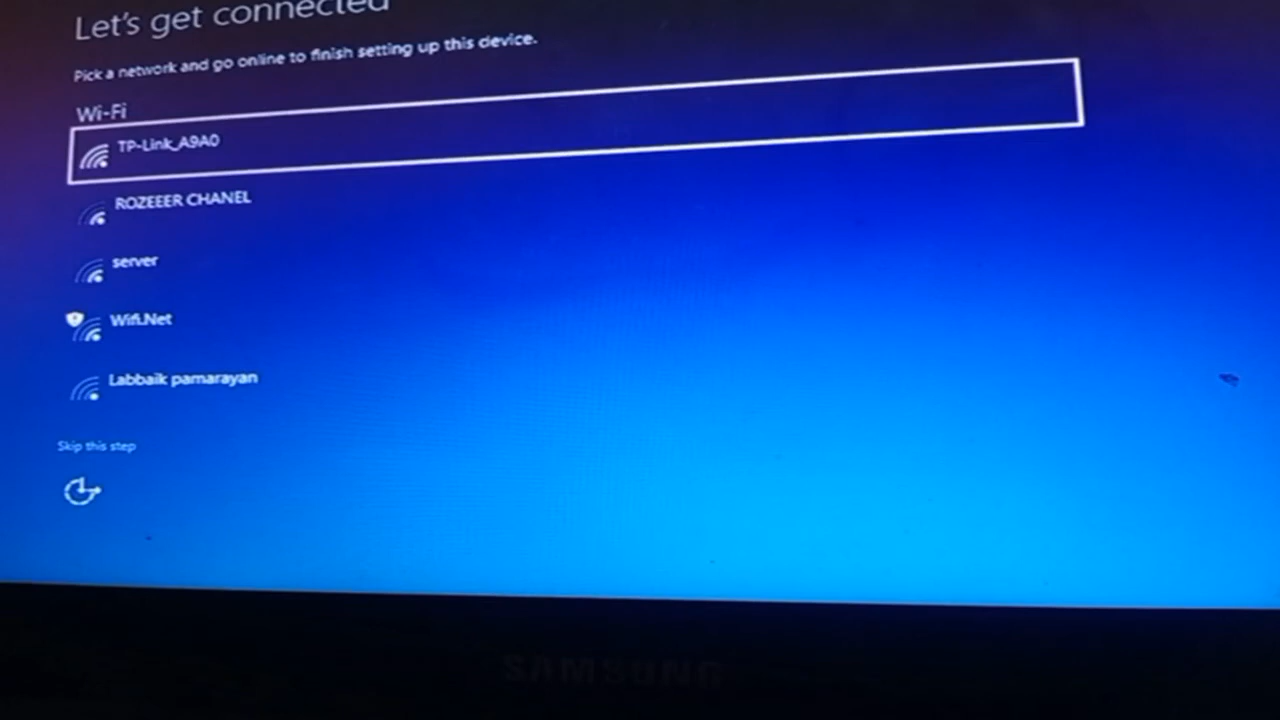 Let's get connected
Pick a network and go online to finish setting up this device.
Wi-Fi
TP-Link_A9A0
ROZEEER CHANEL
server
Wifi.Net
Labbaik pamarayan
Skip this step
SAMSUNG